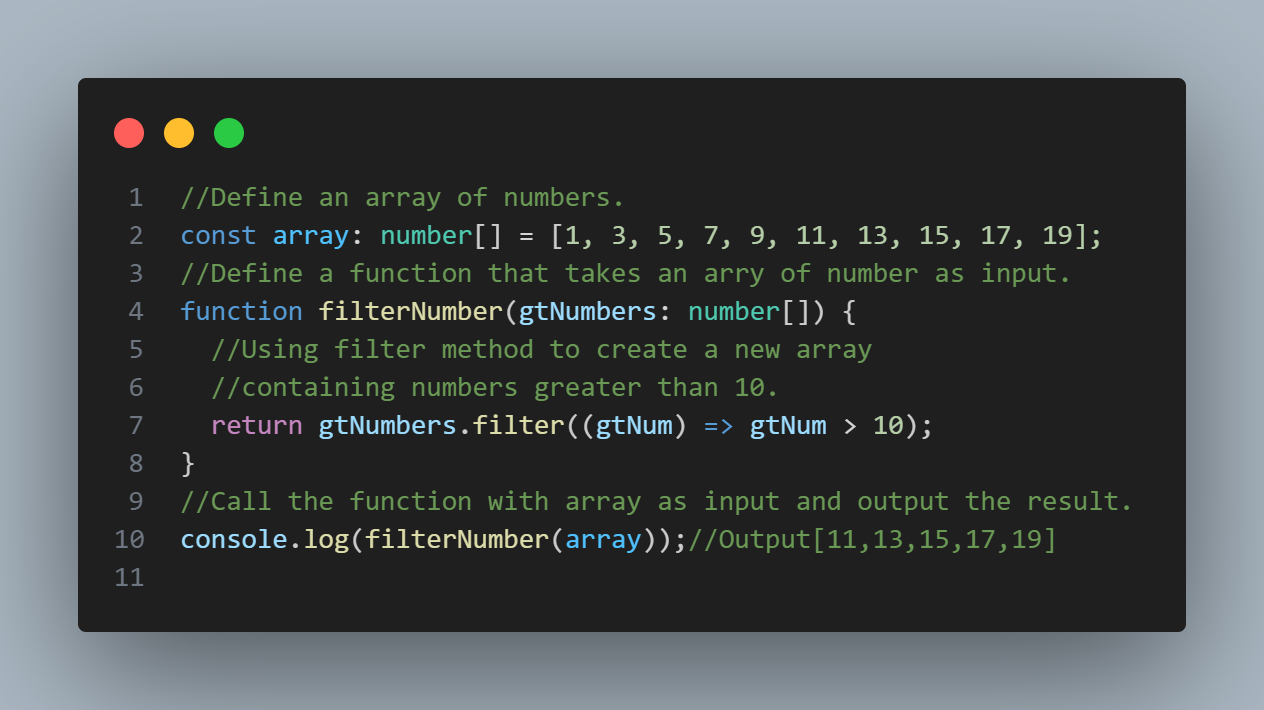 1 //Define an array of numbers.
2 const array: number[] = [1, 3, 5, 7, 9, 11, 13, 15, 17, 19];
3 //Define a function that takes an arry of number as input.
4 function filterNumber(gtNumbers: number[]) {
5   //Using filter method to create a new array
6   //containing numbers greater than 10.
7   return gtNumbers.filter((gtNum) => gtNum > 10);
8 }
9 //Call the function with array as input and output the result.
10 console.log(filterNumber(array));//Output[11,13,15,17,19]
11